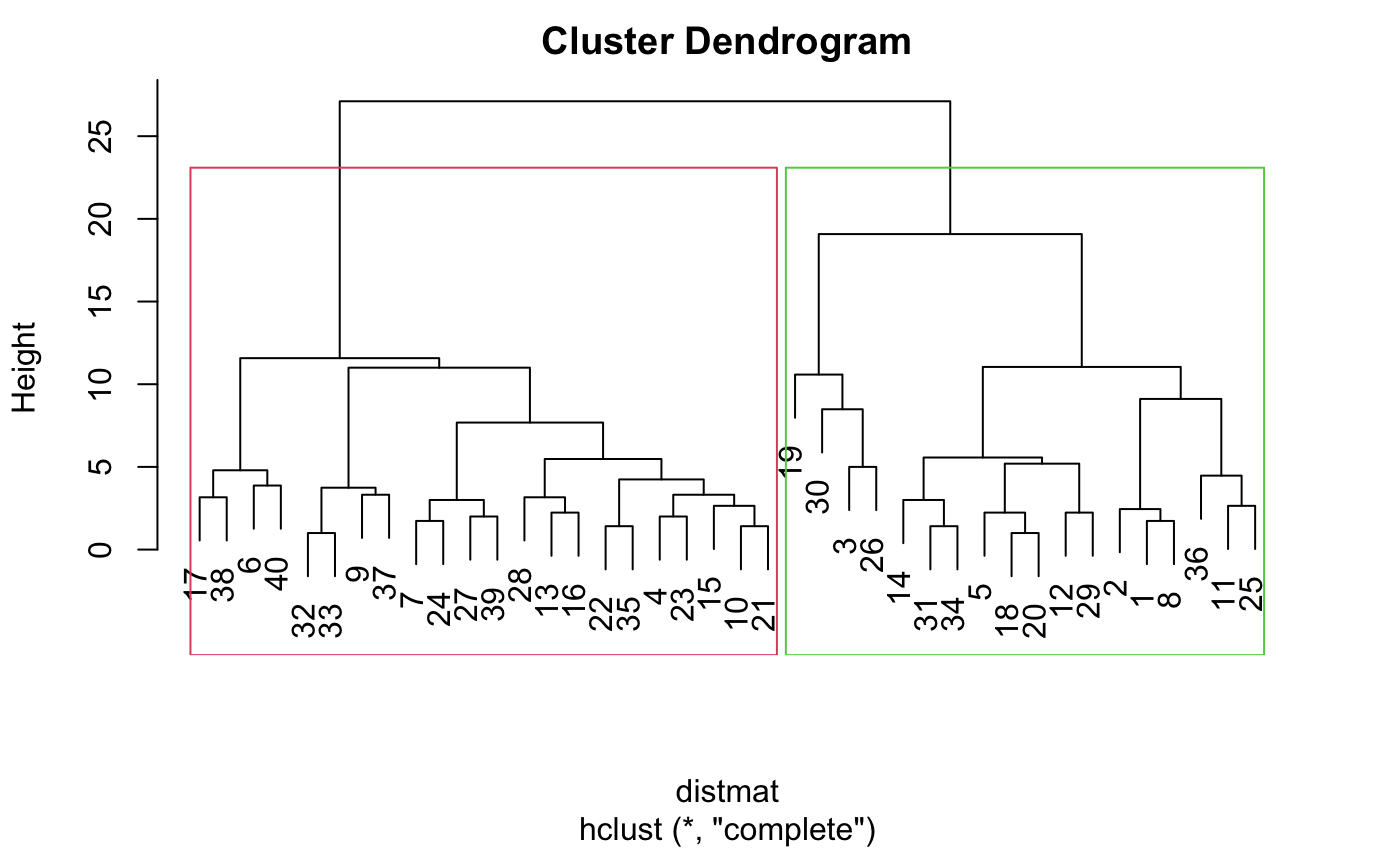 Cluster Dendrogram
Height
0 5 10 15 20 25
17 38 6 40 32 33 9 37 7 24 27 39 28 13 16 22 35 4 23 15 10 21 19 30 3 26 14 31 34 5 18 20 12 29 2 1 8 36 11 25
distmat
hclust (*, "complete")